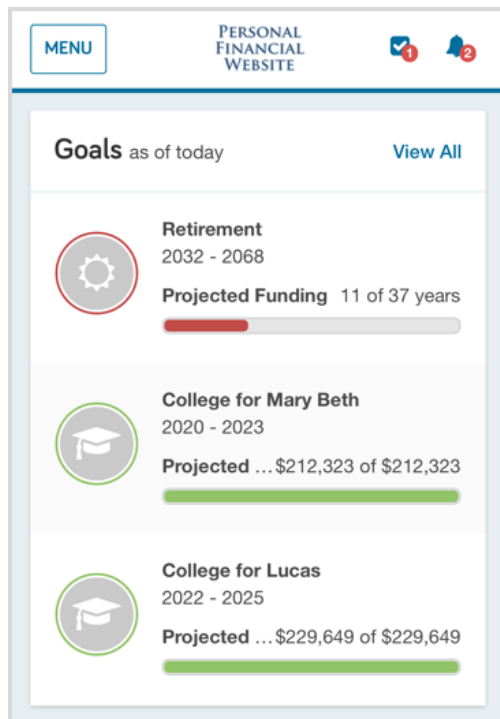 MENU
PERSONAL
FINANCIAL
WEBSITE
1
2
Goals as of today
View All
Retirement
2032 - 2068
Projected Funding 11 of 37 years
College for Mary Beth
2020 - 2023
Projected ...$212,323 of $212,323
College for Lucas
2022 - 2025
Projected ...$229,649 of $229,649